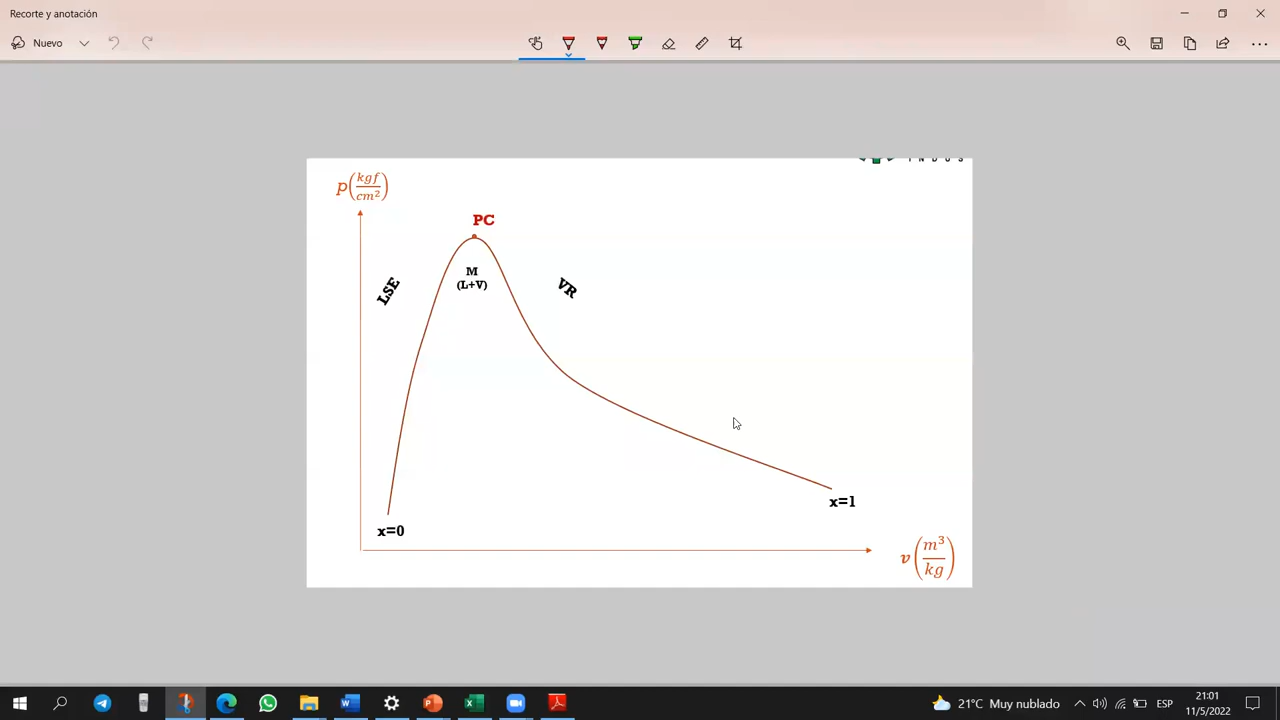 Recorte y anotación
Nuevo
I N D U S
p(kgf/cm²)
PC
M
(L+V)
LSE
VR
x=1
x=0
v(m³/kg)
21°C Muy nublado
ESP
21:01
11/5/2022